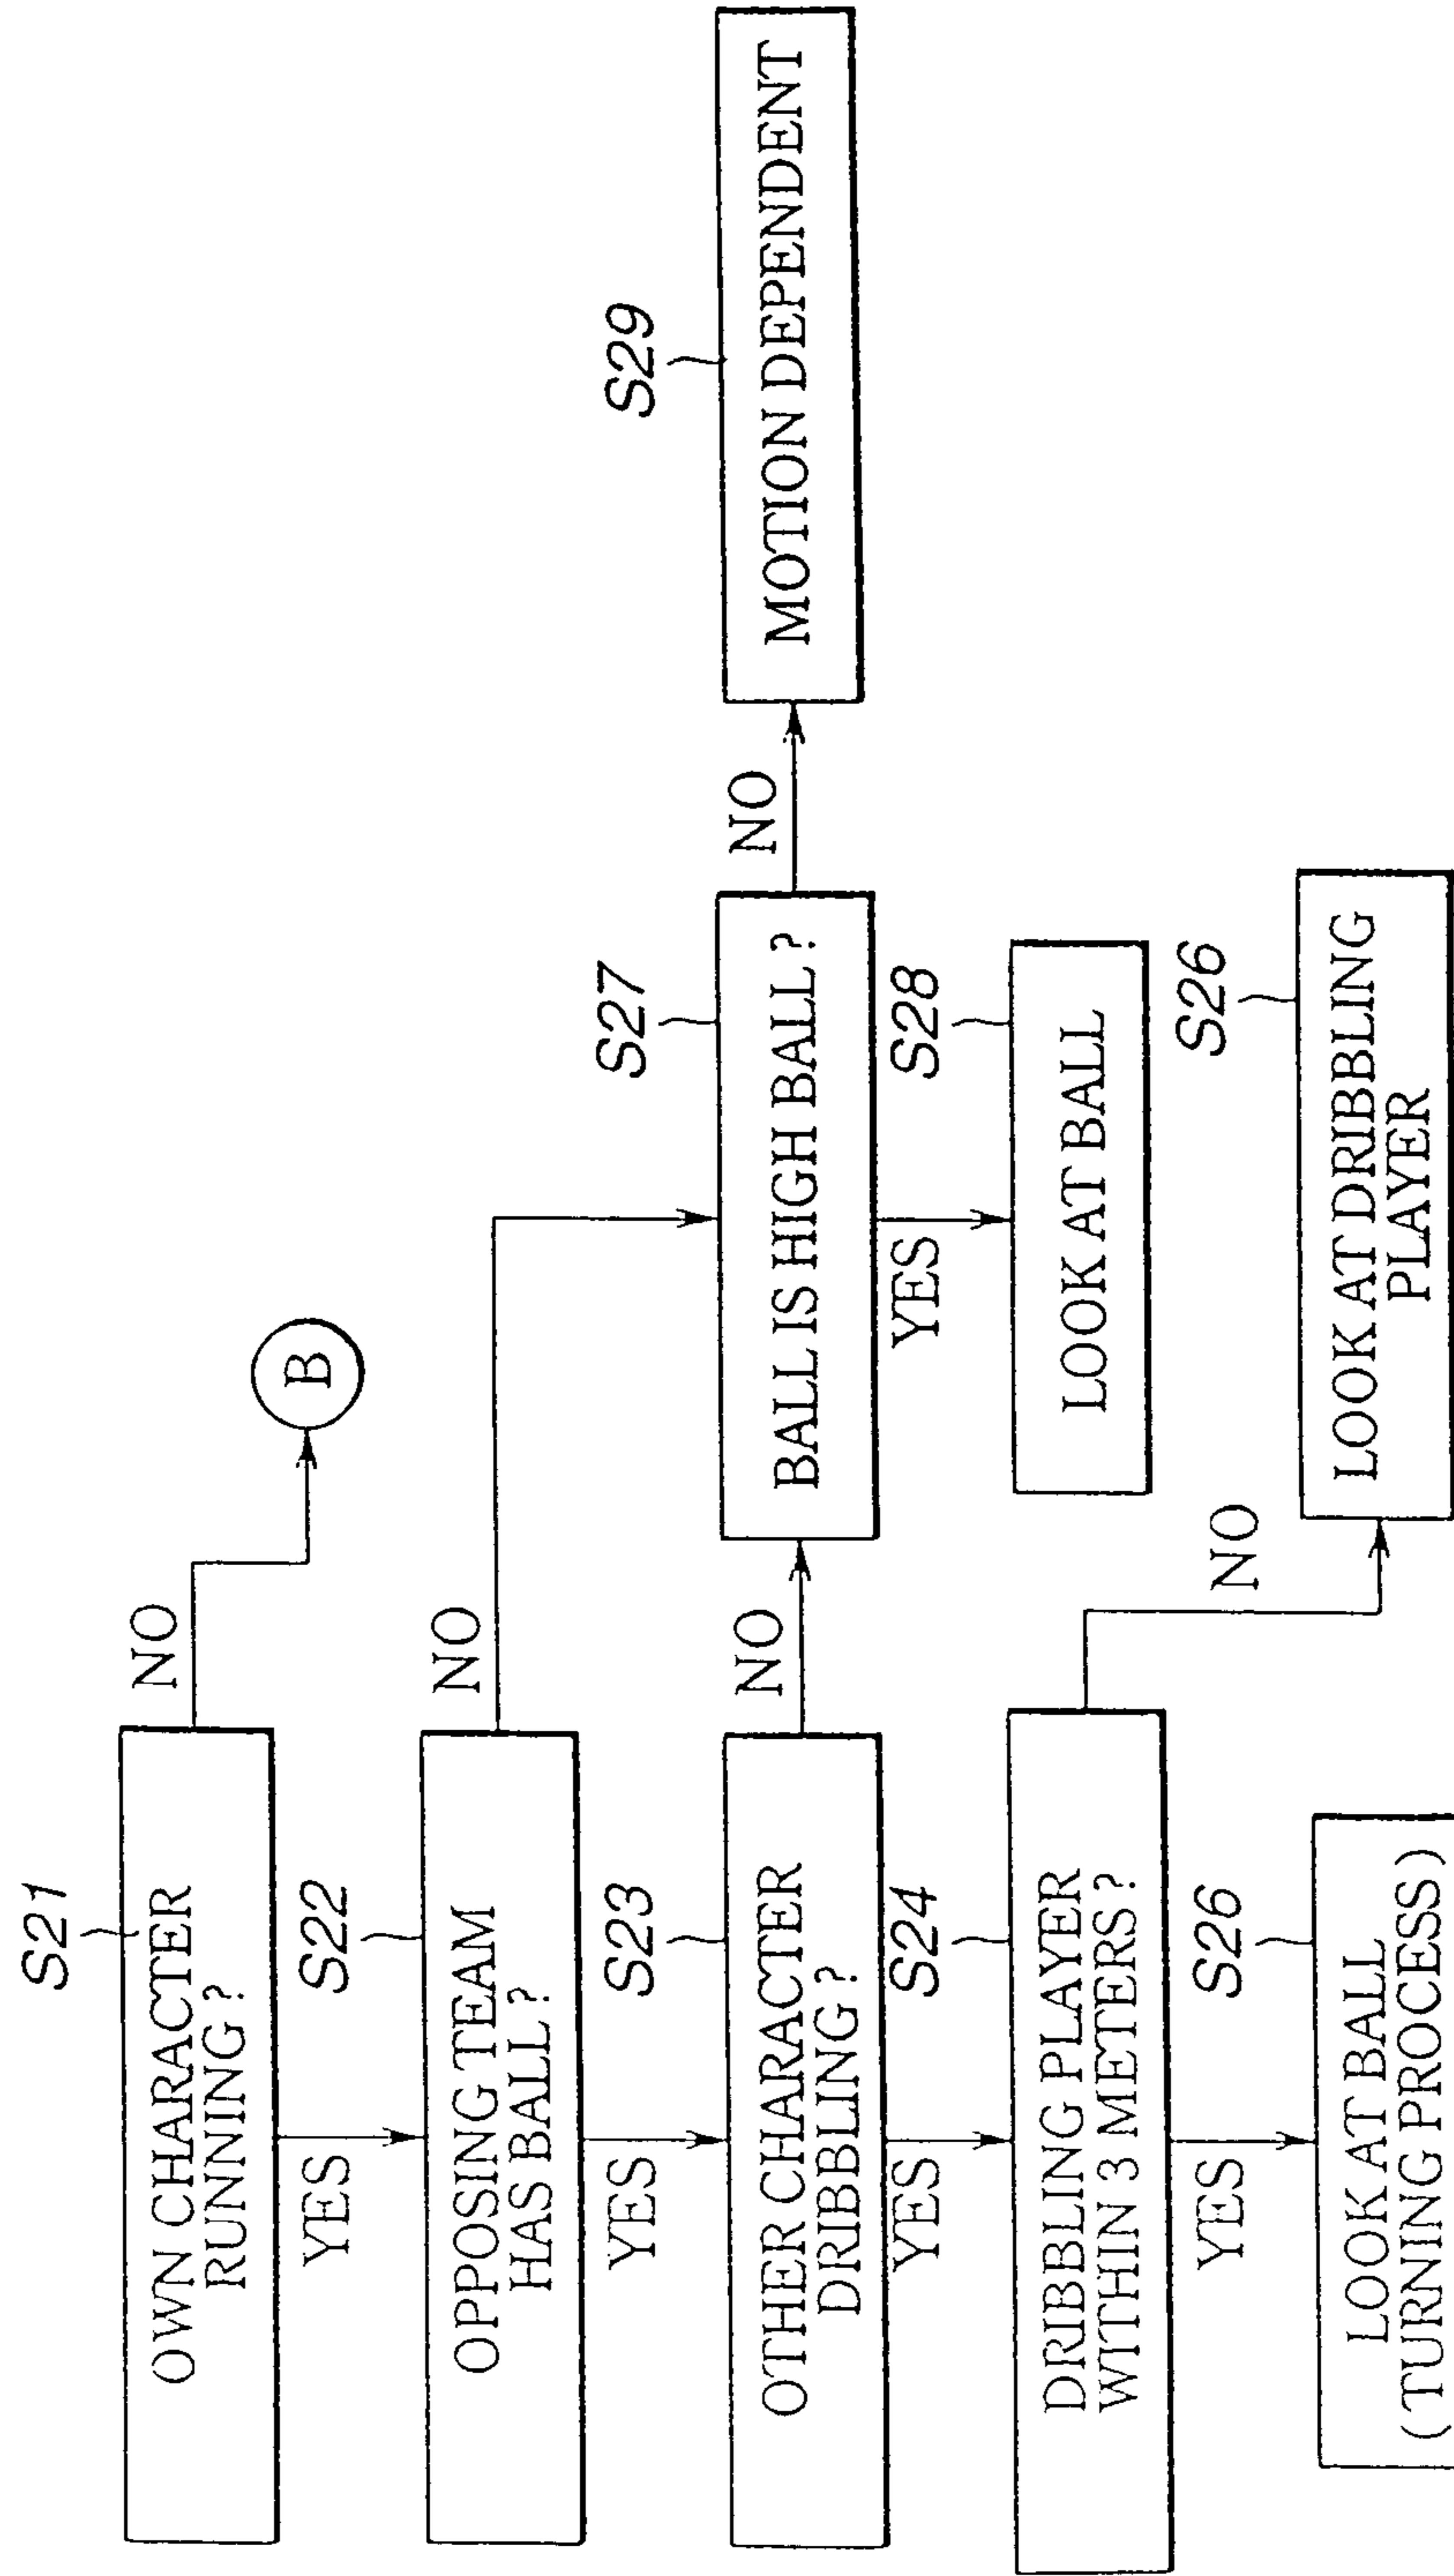 S21
OWN CHARACTER
RUNNING ?
NO
B
YES
S22
OPPOSING TEAM
HAS BALL ?
NO
YES
S23
OTHER CHARACTER
DRIBBLING ?
NO
S27
BALL IS HIGH BALL ?
NO
S29
MOTION DEPENDENT
YES
S28
LOOK AT BALL
YES
S24
DRIBBLING PLAYER
WITHIN 3 METERS ?
NO
S26
LOOK AT DRIBBLING
PLAYER
YES
S26
LOOK AT BALL
( TURNING PROCESS )